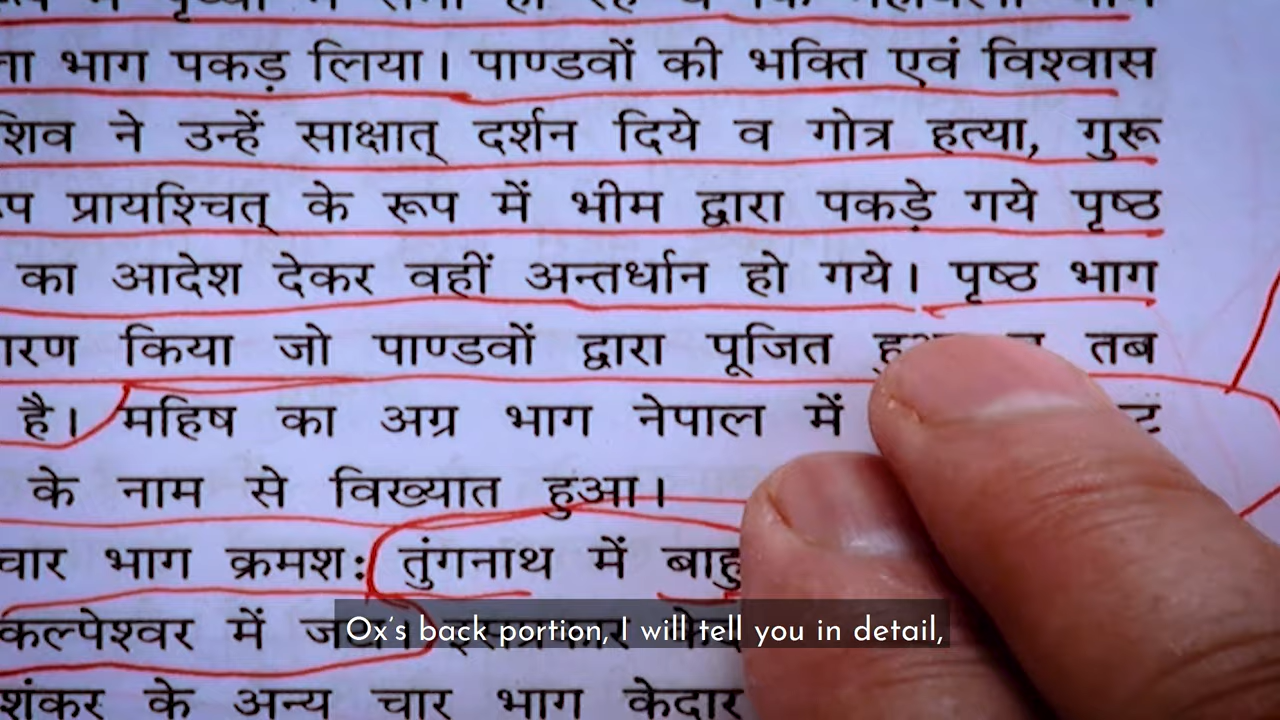 भाग पकड़ लिया। पाण्डवों की भक्ति एवं विश्वास
शिव ने उन्हें साक्षात् दर्शन दिये व गोत्र हत्या, गुरू
प्रायश्चित् के रूप में भीम द्वारा पकड़े गये पृष्ठ
का आदेश देकर वहीं अन्तर्धान हो गये। पृष्ठ भाग
किया जो पाण्डवों द्वारा पूजित तब
है। महिष का अग्र भाग नेपाल में
के नाम से विख्यात हुआ।
चार भाग क्रमश: तुंगनाथ में बाहु
कल्पेश्वर में
Ox's back portion, I will tell you in detail,
शंकर के अन्य चार भाग केदार